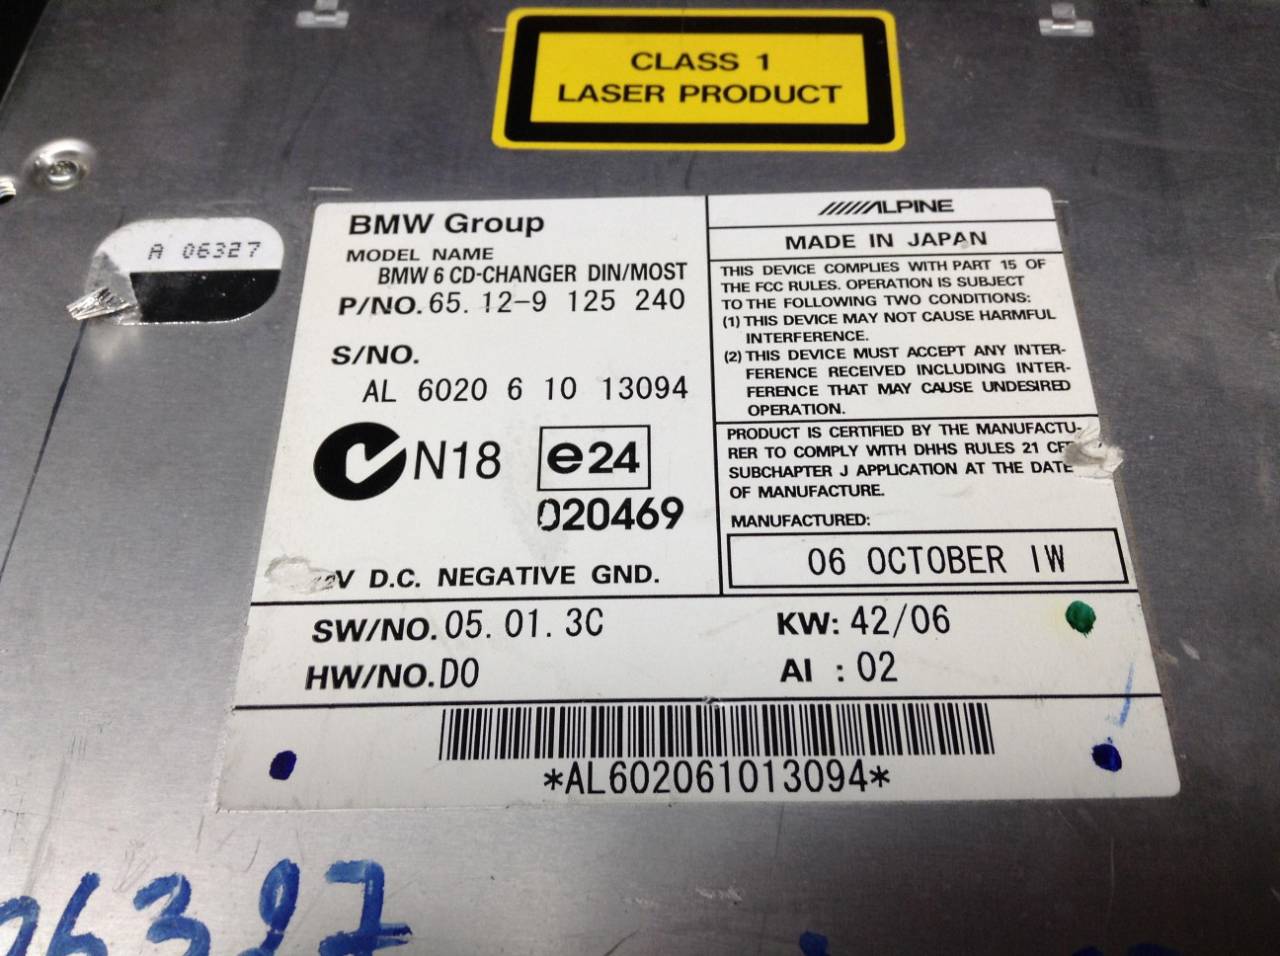 CLASS 1
LASER PRODUCT
A 06327
BMW Group
MODEL NAME
BMW 6 CD-CHANGER DIN/MOST
P/NO. 65. 12-9 125 240
S/NO.
AL 6020 6 10 13094
N18
e24
020469
V D.C. NEGATIVE GND.
ALPINE
MADE IN JAPAN
THIS DEVICE COMPLIES WITH PART 15 OF
THE FCC RULES. OPERATION IS SUBJECT
TO THE FOLLOWING TWO CONDITIONS:
(1) THIS DEVICE MAY NOT CAUSE HARMFUL
INTERFERENCE.
(2) THIS DEVICE MUST ACCEPT ANY INTER-
FERENCE RECEIVED INCLUDING INTER-
FERENCE THAT MAY CAUSE UNDESIRED
OPERATION.
PRODUCT IS CERTIFIED BY THE MANUFACTU-
RER TO COMPLY WITH DHHS RULES 21 CFR
SUBCHAPTER J APPLICATION AT THE DATE
OF MANUFACTURE.
MANUFACTURED:
06 OCTOBER 1W
SW/NO. 05. 01. 3C
KW: 42/06
HW/NO. D0
AI : 02
*AL602061013094*
06327